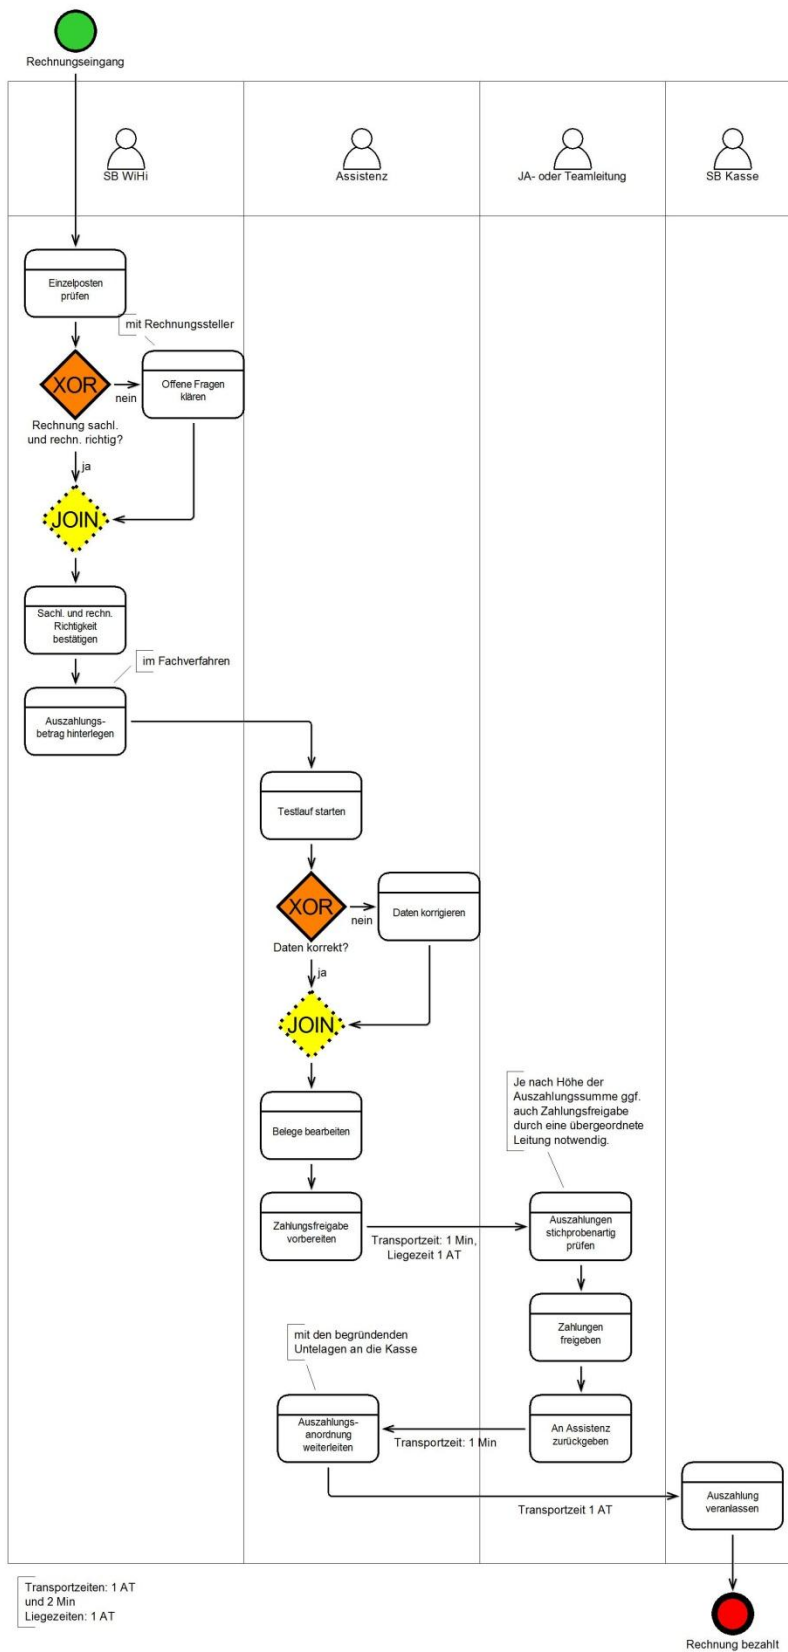 Rechnungseingang
SB WiHi
Assistenz
JA- oder Teamleitung
SB Kasse
Einzelposten
prüfen
mit Rechnungssteller
XOR
nein
Offene Fragen
klären
Rechnung sachl.
und rechn. richtig?
ja
JOIN
Sachl. und rechn.
Richtigkeit
bestätigen
im Fachverfahren
Auszahlungs-
betrag hinterlegen
Testlauf starten
XOR
nein
Daten korrigieren
Daten korrekt?
ja
JOIN
Je nach Höhe der
Auszahlungssumme ggf.
auch Zahlungsfreigabe
durch eine übergeordnete
Leitung notwendig.
Belege bearbeiten
Zahlungsfreigabe
vorbereiten
Transportzeit: 1 Min,
Liegezeit 1 AT
Auszahlungen
stichprobenartig
prüfen
Zahlungen
freigeben
mit den begründenden
Untelagen an die Kasse
Auszahlungs-
anordnung
weiterleiten
Transportzeit: 1 Min
An Assistenz
zurückgeben
Transportzeit 1 AT
Auszahlung
veranlassen
Transportzeiten: 1 AT
und 2 Min
Liegezeiten: 1 AT
Rechnung bezahlt